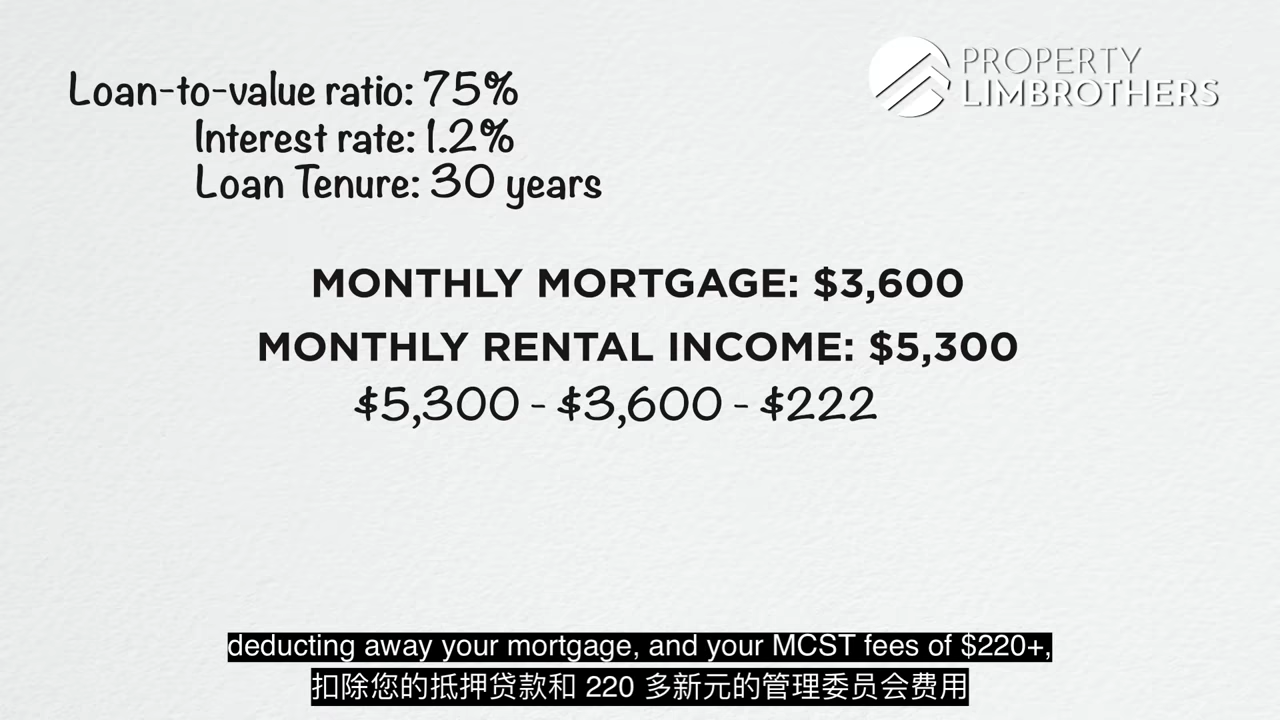 Loan-to-value ratio: 75%
Interest rate: 1.2%
Loan Tenure: 30 years
PROPERTY
LIMBROTHERS
MONTHLY MORTGAGE: $3,600
MONTHLY RENTAL INCOME: $5,300
$5,300 - $3,600 - $222
deducting away your mortgage, and your MCST fees of $220+,
扣除您的抵押贷款和 220 多新元的管理委员会费用